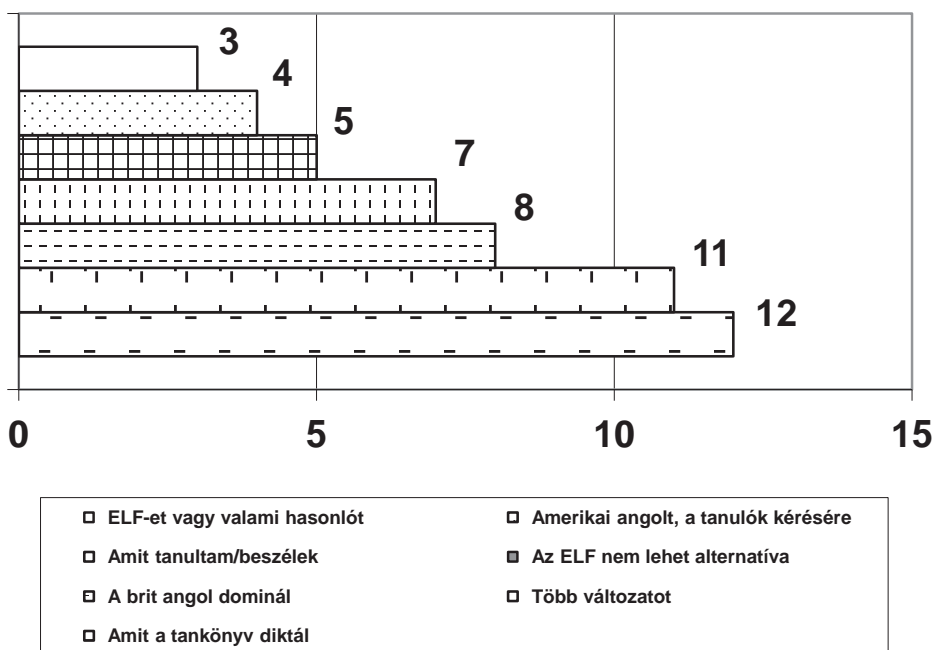 3
4
5
7
8
11
12
0 5 10 15
ELF-et vagy valami hasonlót Amerikai angolt, a tanulók kérésére
Amit tanultam/beszélek Az ELF nem lehet alternatíva
A brit angol dominál Több változatot
Amit a tankönyv diktál